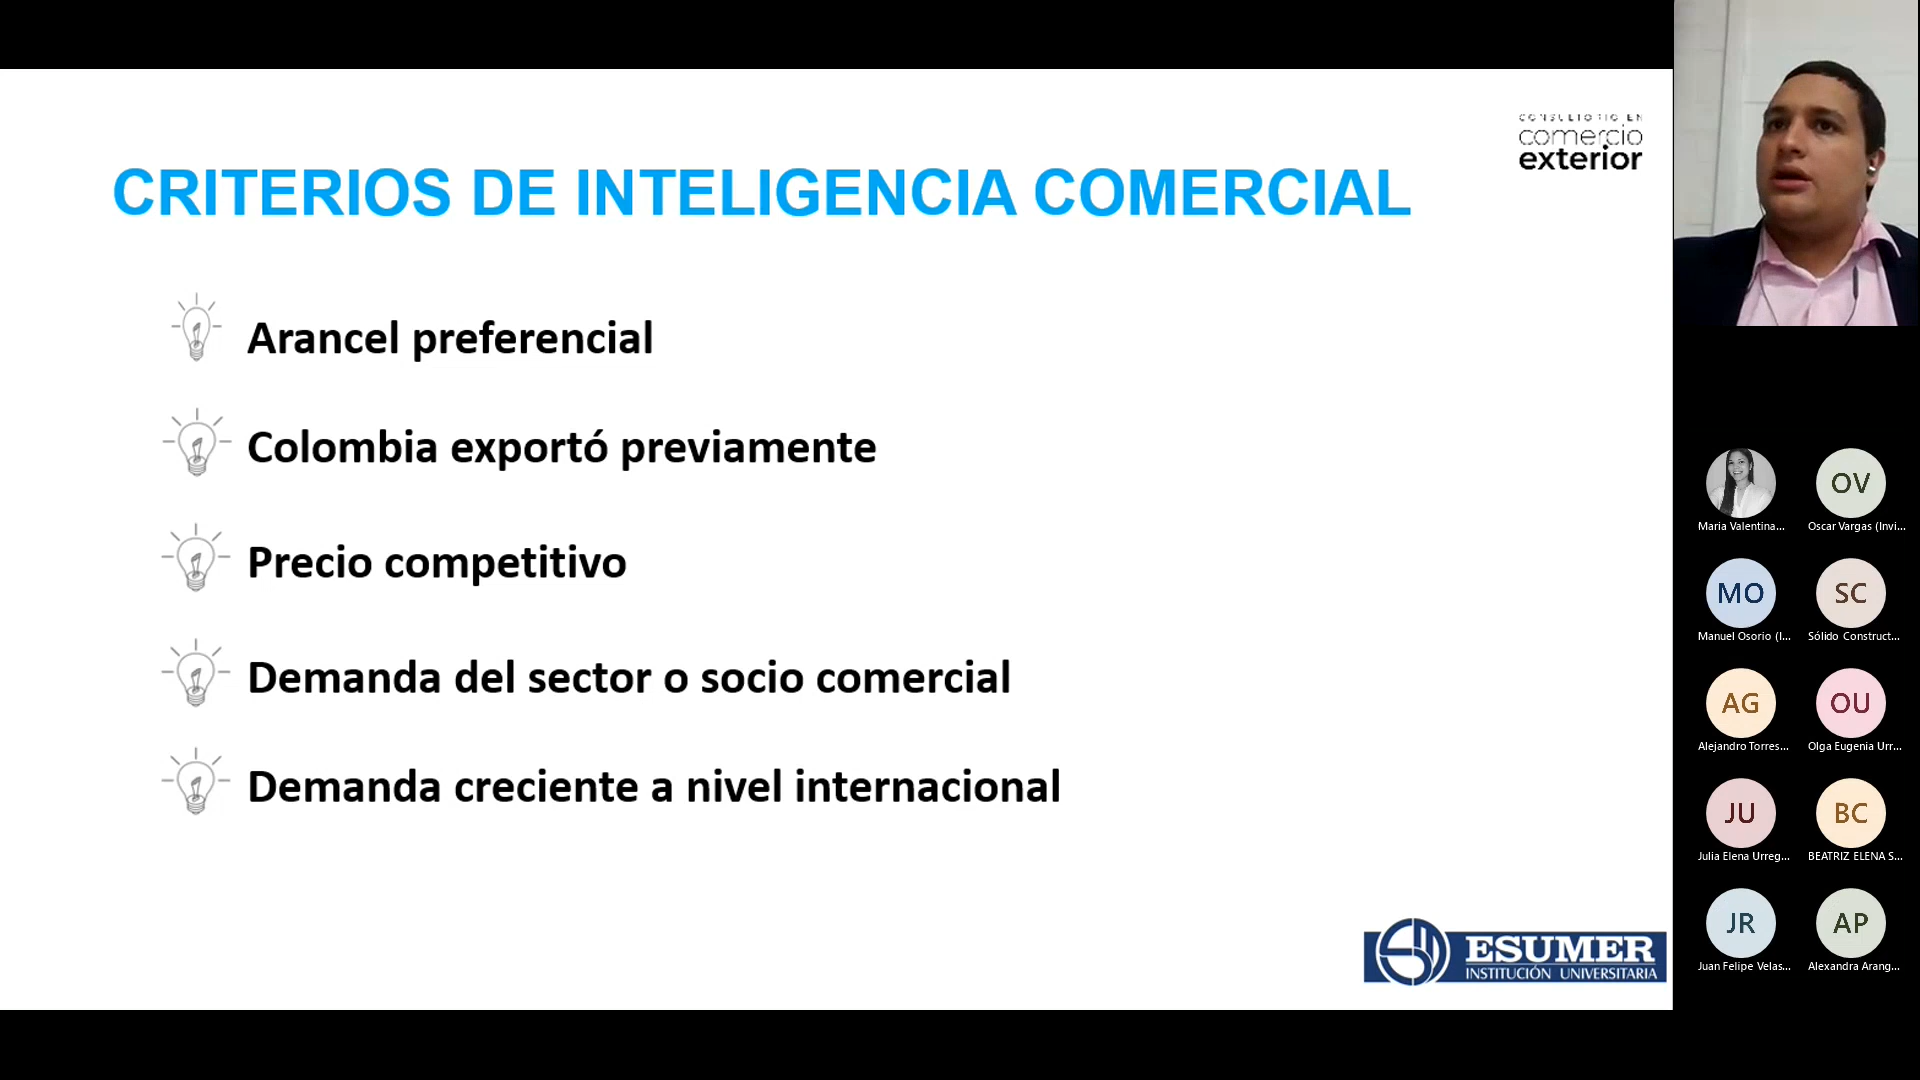 CONSULTORIO EN
comercio
exterior
CRITERIOS DE INTELIGENCIA COMERCIAL
Arancel preferencial
Colombia exportó previamente
Precio competitivo
Demanda del sector o socio comercial
Demanda creciente a nivel internacional
ESUMER
INSTITUCIÓN UNIVERSITARIA
OV
Maria Valentina...
Oscar Vargas (Invi...
MO
SC
Manuel Osorio (I...
Sólido Construct...
AG
OU
Alejandro Torres...
Olga Eugenia Urr...
JU
BC
Julia Elena Urreg...
BEATRIZ ELENA S...
JR
AP
Juan Felipe Velas...
Alexandra Arang...